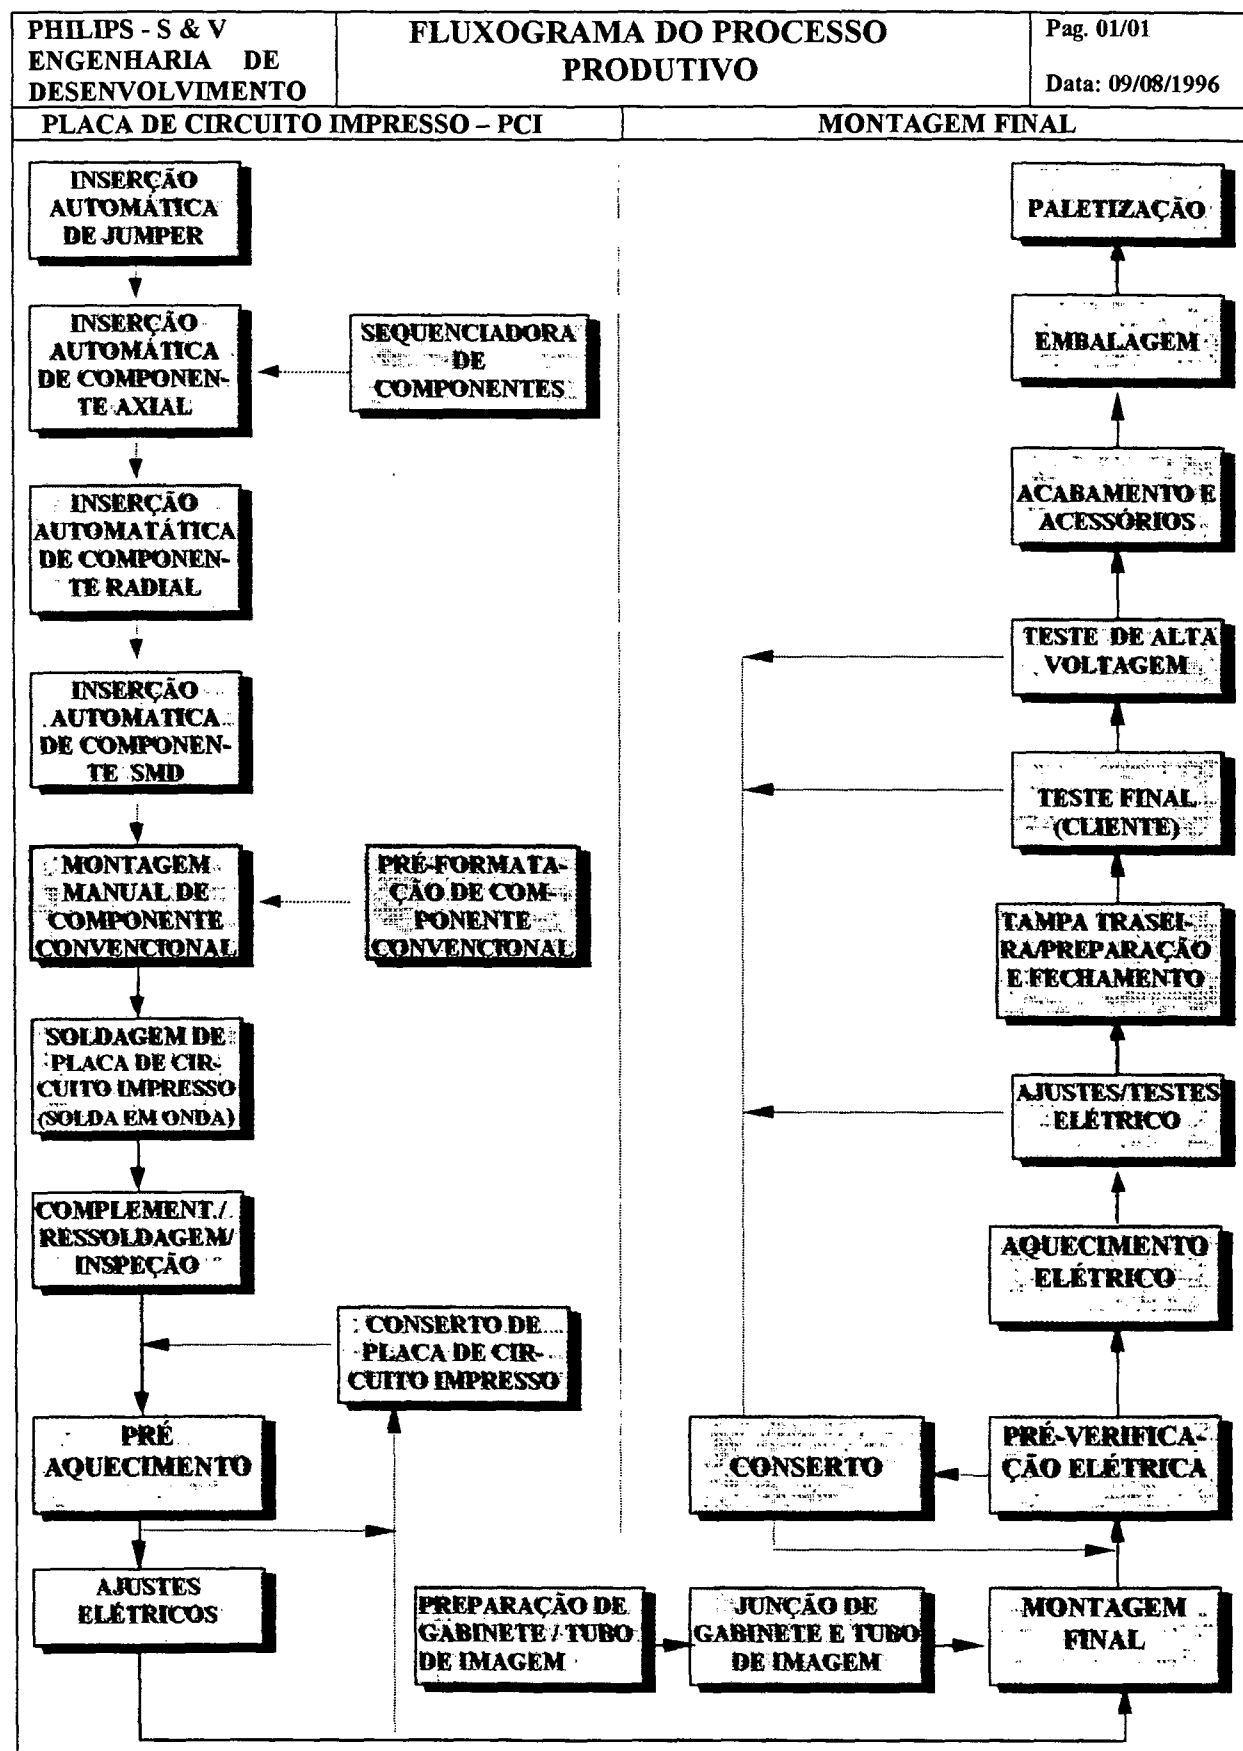 PHILIPS - S & V
ENGENHARIA DE
DESENVOLVIMENTO
FLUXOGRAMA DO PROCESSO
PRODUTIVO
Pag. 01/01
Data: 09/08/1996
PLACA DE CIRCUITO IMPRESSO – PCI
MONTAGEM FINAL
INSERÇÃO
AUTOMÁTICA
DE JUMPER
INSERÇÃO
AUTOMÁTICA
DE COMPONEN-
TE AXIAL
SEQUENCIADORA
DE
COMPONENTES
INSERÇÃO
AUTOMATÁTICA
DE COMPONEN-
TE RADIAL
INSERÇÃO
AUTOMATICA
DE COMPONEN-
TE SMD
MONTAGEM
MANUAL DE
COMPONENTE
CONVENCIONAL
PRÉ-FORMATA-
ÇÃO DE COM-
PONENTE
CONVENCIONAL
SOLDAGEM DE
PLACA DE CIR-
CUITO IMPRESSO
(SOLDA EM ONDA)
COMPLEMENT./
RESSOLDAGEM/
INSPEÇÃO
CONSERTO DE
PLACA DE CIR-
CUITO IMPRESSO
PRÉ
AQUECIMENTO
AJUSTES
ELÉTRICOS
PREPARAÇÃO DE
GABINETE / TUBO
DE IMAGEM
JUNÇÃO DE
GABINETE E TUBO
DE IMAGEM
MONTAGEM
FINAL
CONSERTO
PRÉ-VERIFICA-
ÇÃO ELÉTRICA
AQUECIMENTO
ELÉTRICO
AJUSTES/TESTES
ELÉTRICO
TAMPA TRASEI-
RA/PREPARAÇÃO
E FECHAMENTO
TESTE FINAL
(CLIENTE)
TESTE DE ALTA
VOLTAGEM
ACABAMENTO E
ACESSÓRIOS
EMBALAGEM
PALETIZAÇÃO